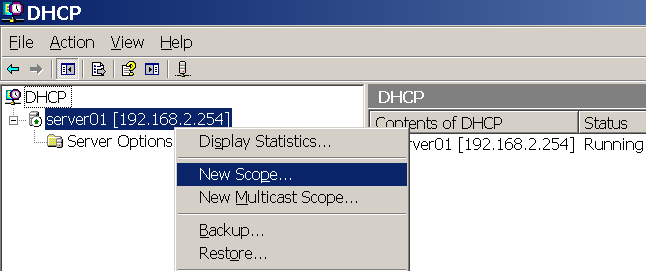 DHCP
File Action View Help
DHCP
DHCP
server01 [192.168.2.254]
Contents of DHCP Status
Server Options
Display Statistics...
rver01 [192.168.2.254] Running
New Scope...
New Multicast Scope...
Backup...
Restore...